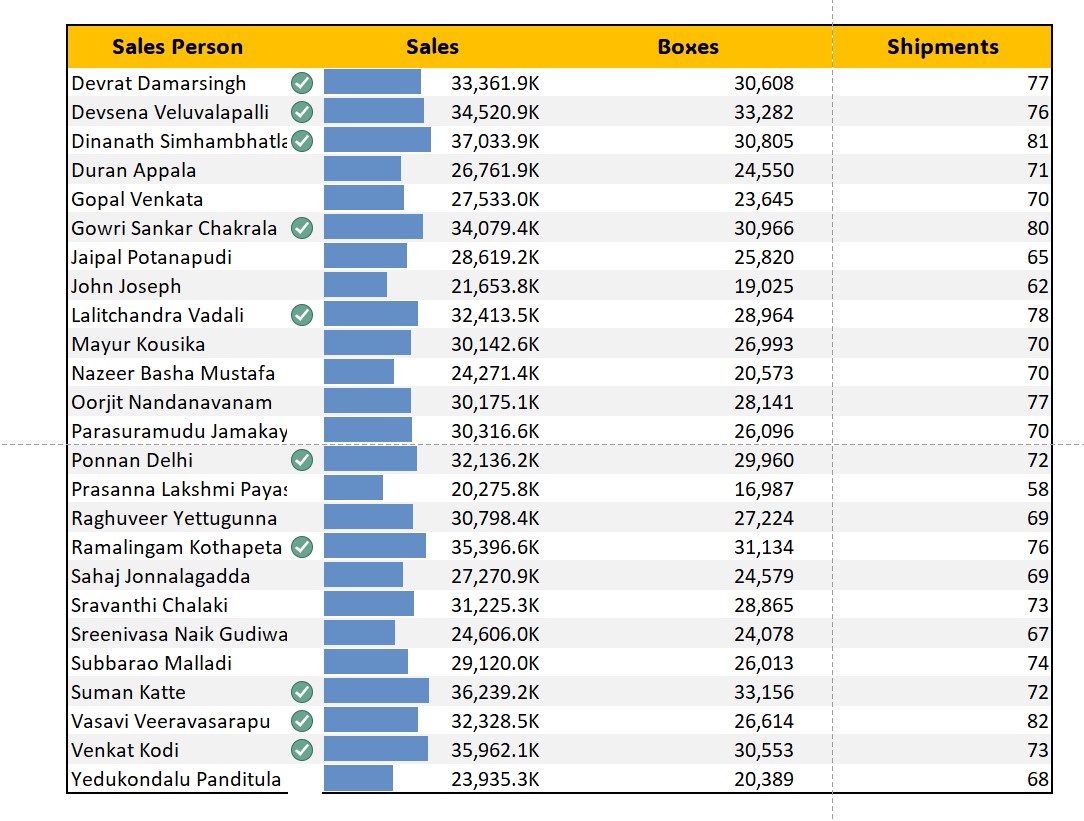 Sales Person Sales Boxes Shipments
Devrat Damarsingh 33,361.9K 30,608 77
Devsena Veluvalapalli 34,520.9K 33,282 76
Dinanath Simhambhatla 37,033.9K 30,805 81
Duran Appala 26,761.9K 24,550 71
Gopal Venkata 27,533.0K 23,645 70
Gowri Sankar Chakrala 34,079.4K 30,966 80
Jaipal Potanapudi 28,619.2K 25,820 65
John Joseph 21,653.8K 19,025 62
Lalitchandra Vadali 32,413.5K 28,964 78
Mayur Kousika 30,142.6K 26,993 70
Nazeer Basha Mustafa 24,271.4K 20,573 70
Oorjit Nandanavanam 30,175.1K 28,141 77
Parasuramudu Jamakay 30,316.6K 26,096 70
Ponnan Delhi 32,136.2K 29,960 72
Prasanna Lakshmi Payas 20,275.8K 16,987 58
Raghuveer Yettugunna 30,798.4K 27,224 69
Ramalingam Kothapeta 35,396.6K 31,134 76
Sahaj Jonnalagadda 27,270.9K 24,579 69
Sravanthi Chalaki 31,225.3K 28,865 73
Sreenivasa Naik Gudiwa 24,606.0K 24,078 67
Subbarao Malladi 29,120.0K 26,013 74
Suman Katte 36,239.2K 33,156 72
Vasavi Veeravasarapu 32,328.5K 26,614 82
Venkat Kodi 35,962.1K 30,553 73
Yedukondalu Panditula 23,935.3K 20,389 68